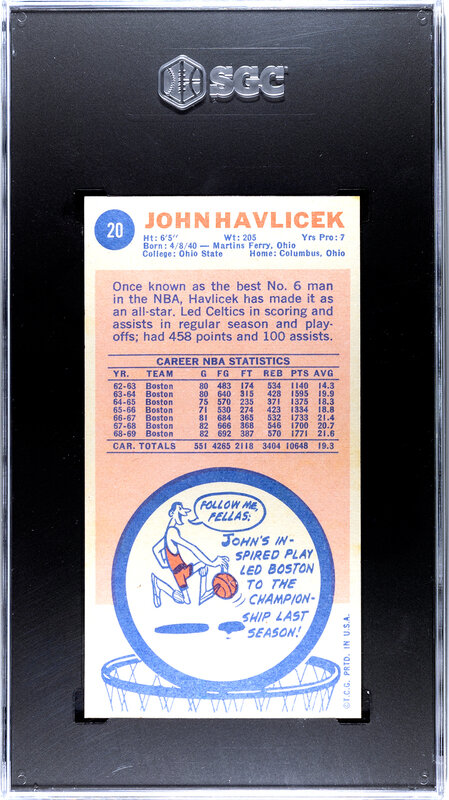 SGC
20
JOHN HAVLICEK
Ht: 6'5" Wt: 205 Yrs Pro: 7
Born: 4/8/40 — Martins Ferry, Ohio
College: Ohio State Home: Columbus, Ohio
Once known as the best No. 6 man
in the NBA, Havlicek has made it as
an all-star. Led Celtics in scoring and
assists in regular season and play-
offs; had 458 points and 100 assists.
CAREER NBA STATISTICS
YR. TEAM G FG FT REB PTS AVG
62-63 Boston 80 483 174 534 1140 14.3
63-64 Boston 80 640 315 428 1595 19.9
64-65 Boston 75 570 235 371 1375 18.3
65-66 Boston 71 530 274 423 1334 18.8
66-67 Boston 81 684 365 532 1733 21.4
67-68 Boston 82 666 368 546 1700 20.7
68-69 Boston 82 692 387 570 1771 21.6
CAR. TOTALS 551 4265 2118 3404 10648 19.3
FOLLOW ME,
FELLAS;
JOHN'S IN-
SPIRED PLAY
LED BOSTON
TO THE
CHAMPION-
SHIP LAST
SEASON!
©T.C.G. PRTD. IN U.S.A.